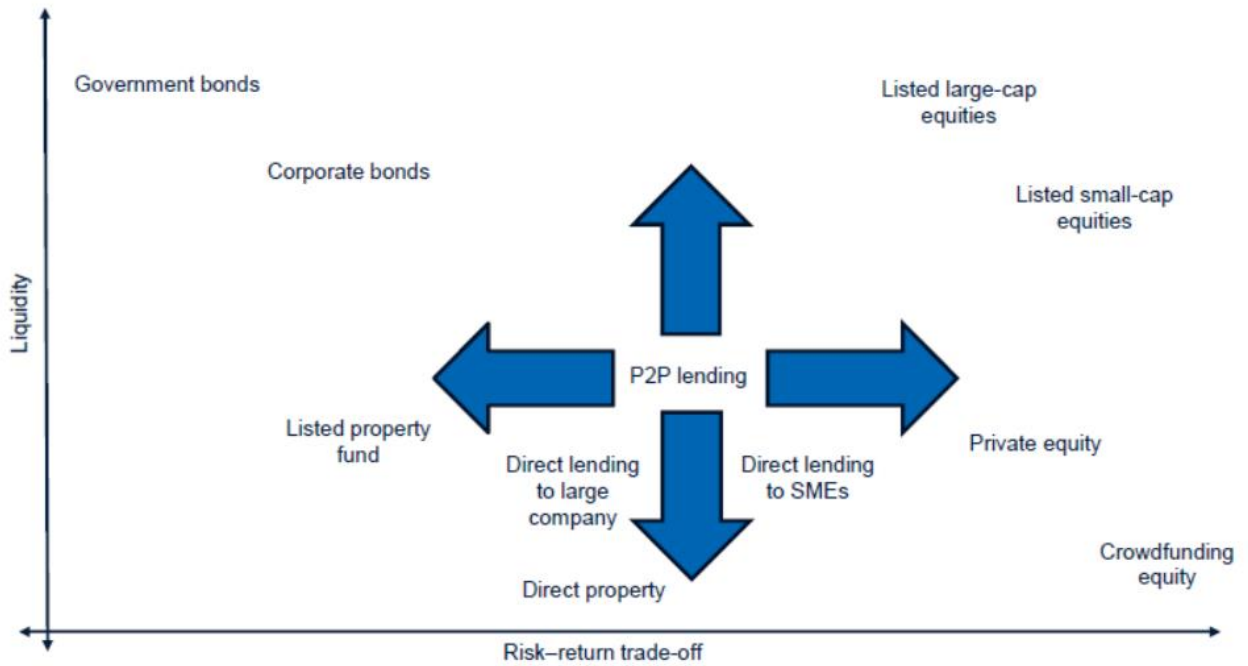 Government bonds
Listed large-cap
equities
Corporate bonds
Listed small-cap
equities
Liquidity
P2P lending
Listed property
fund
Direct lending
to large
company
Direct lending
to SMEs
Private equity
Crowdfunding
equity
Direct property
Risk–return trade-off